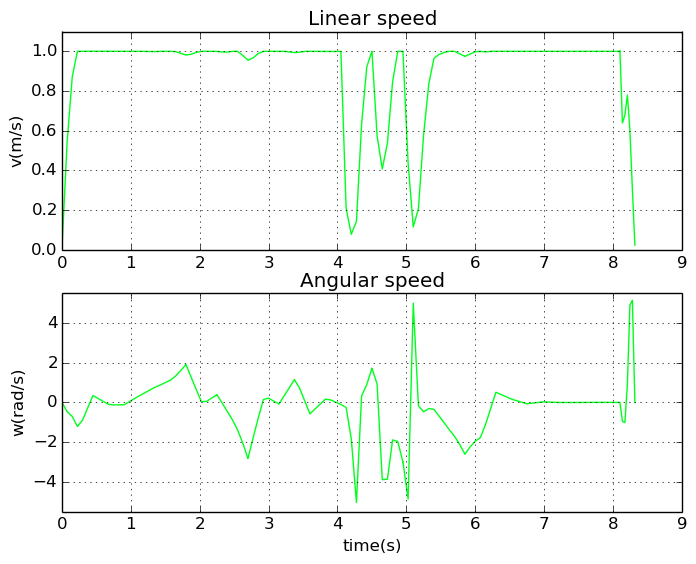 Linear speed
1.0
0.8
0.6
0.4
0.2
0.0
v(m/s)
0 1 2 3 4 5 6 7 8 9
Angular speed
4
2
0
−2
−4
w(rad/s)
0 1 2 3 4 5 6 7 8 9
time(s)